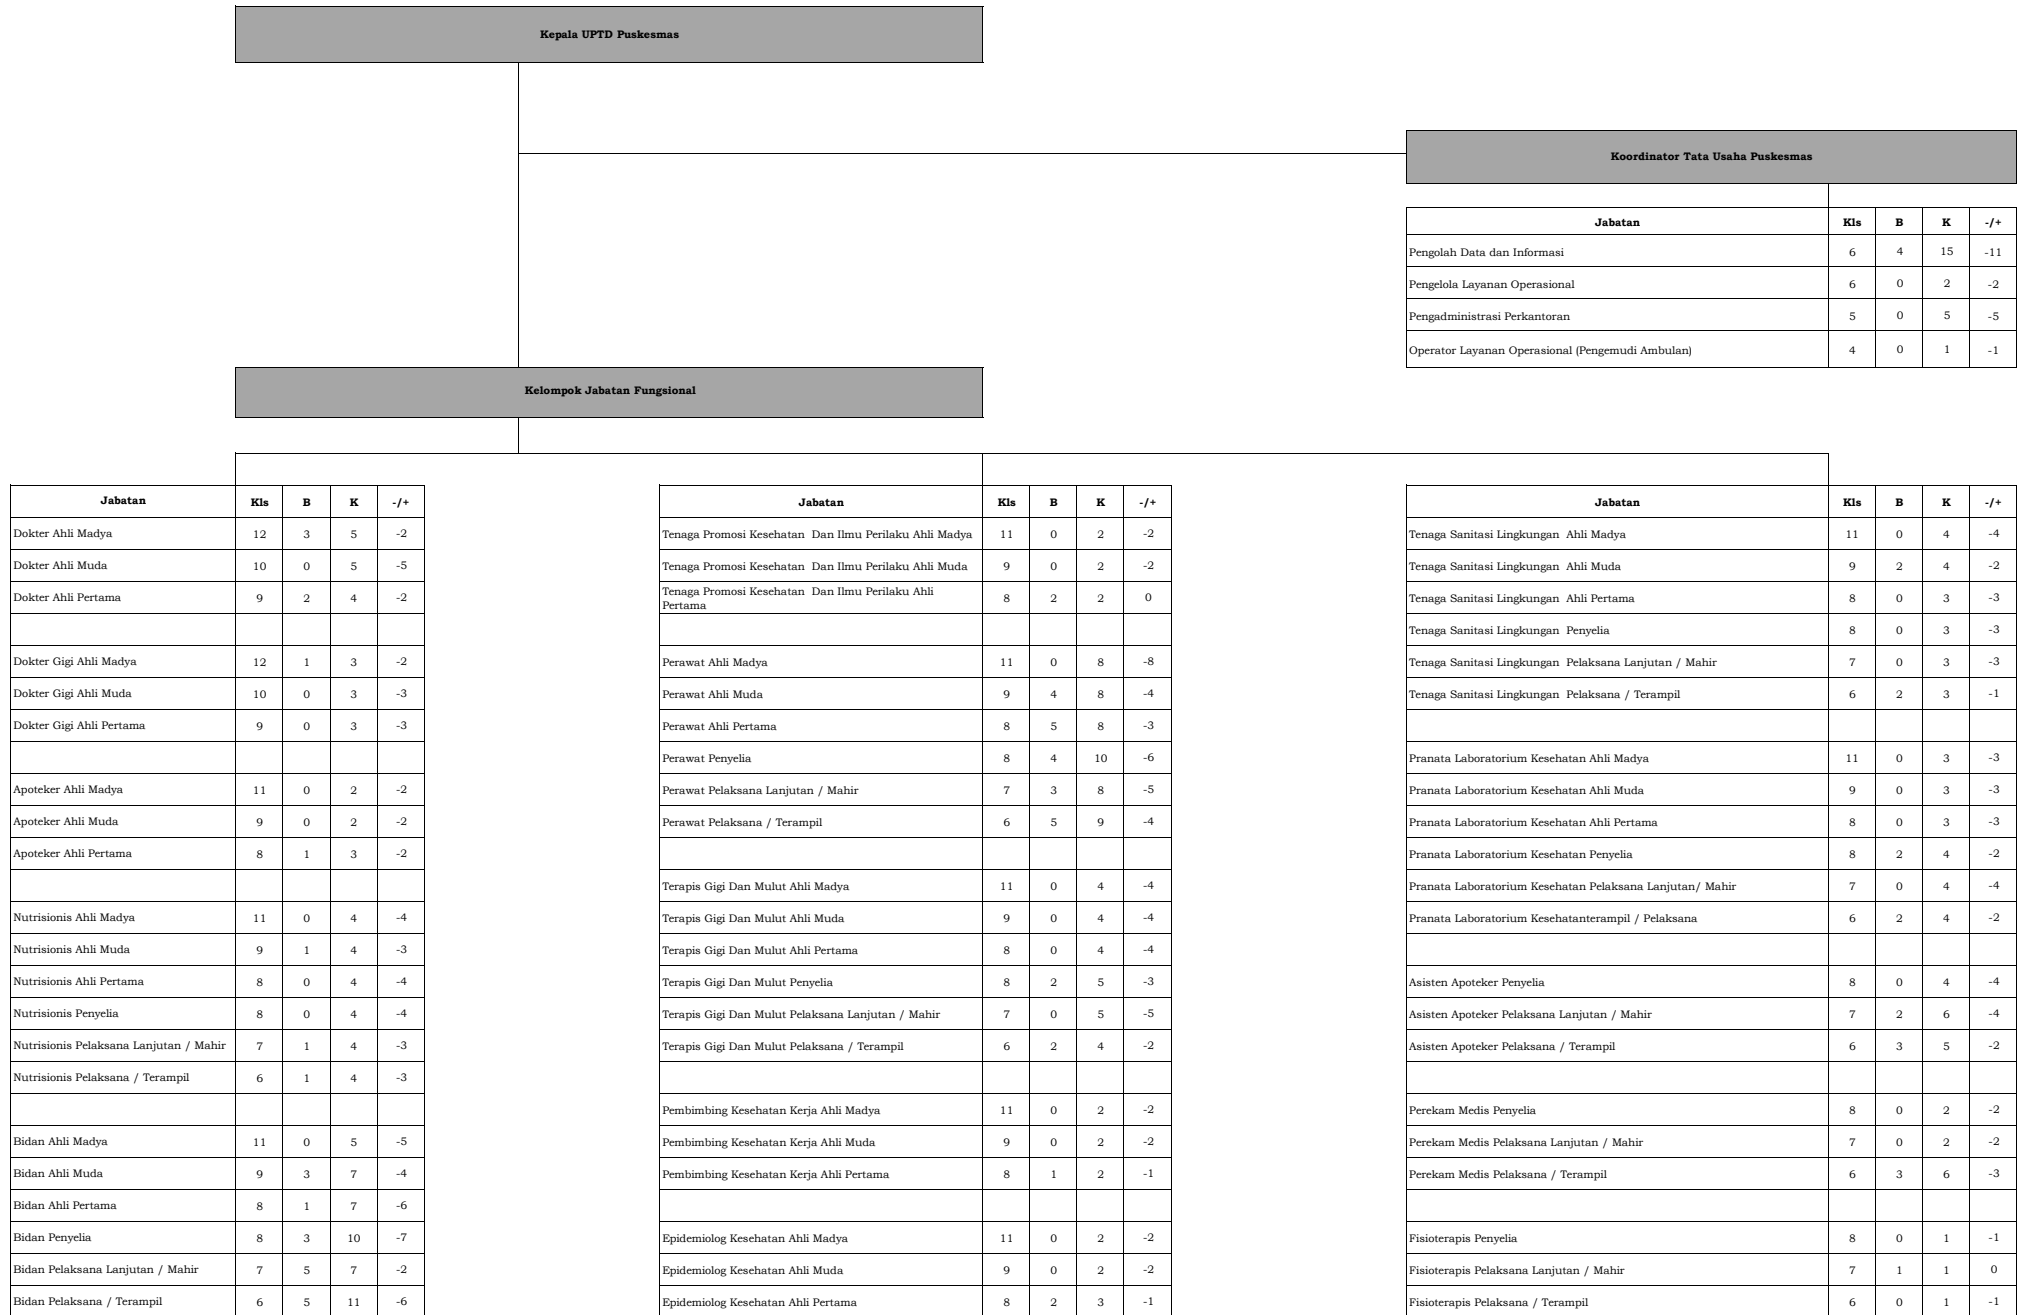 Kepala UPTD Puskesmas
Koordinator Tata Usaha Puskesmas
Jabatan Kls B K -/+
Pengolah Data dan Informasi 6 4 15 -11
Pengelola Layanan Operasional 6 0 2 -2
Pengadministrasi Perkantoran 5 0 5 -5
Operator Layanan Operasional (Pengemudi Ambulan) 4 0 1 -1
Kelompok Jabatan Fungsional
Jabatan Kls B K -/+
Dokter Ahli Madya 12 3 5 -2
Dokter Ahli Muda 10 0 5 -5
Dokter Ahli Pertama 9 2 4 -2
Dokter Gigi Ahli Madya 12 1 3 -2
Dokter Gigi Ahli Muda 10 0 3 -3
Dokter Gigi Ahli Pertama 9 0 3 -3
Apoteker Ahli Madya 11 0 2 -2
Apoteker Ahli Muda 9 0 2 -2
Apoteker Ahli Pertama 8 1 3 -2
Nutrisionis Ahli Madya 11 0 4 -4
Nutrisionis Ahli Muda 9 1 4 -3
Nutrisionis Ahli Pertama 8 0 4 -4
Nutrisionis Penyelia 8 0 4 -4
Nutrisionis Pelaksana Lanjutan / Mahir 7 1 4 -3
Nutrisionis Pelaksana / Terampil 6 1 4 -3
Bidan Ahli Madya 11 0 5 -5
Bidan Ahli Muda 9 3 7 -4
Bidan Ahli Pertama 8 1 7 -6
Bidan Penyelia 8 3 10 -7
Bidan Pelaksana Lanjutan / Mahir 7 5 7 -2
Bidan Pelaksana / Terampil 6 5 11 -6
Jabatan Kls B K -/+
Tenaga Promosi Kesehatan Dan Ilmu Perilaku Ahli Madya 11 0 2 -2
Tenaga Promosi Kesehatan Dan Ilmu Perilaku Ahli Muda 9 0 2 -2
Tenaga Promosi Kesehatan Dan Ilmu Perilaku Ahli
Pertama 8 2 2 0
Perawat Ahli Madya 11 0 8 -8
Perawat Ahli Muda 9 4 8 -4
Perawat Ahli Pertama 8 5 8 -3
Perawat Penyelia 8 4 10 -6
Perawat Pelaksana Lanjutan / Mahir 7 3 8 -5
Perawat Pelaksana / Terampil 6 5 9 -4
Terapis Gigi Dan Mulut Ahli Madya 11 0 4 -4
Terapis Gigi Dan Mulut Ahli Muda 9 0 4 -4
Terapis Gigi Dan Mulut Ahli Pertama 8 0 4 -4
Terapis Gigi Dan Mulut Penyelia 8 2 5 -3
Terapis Gigi Dan Mulut Pelaksana Lanjutan / Mahir 7 0 5 -5
Terapis Gigi Dan Mulut Pelaksana / Terampil 6 2 4 -2
Pembimbing Kesehatan Kerja Ahli Madya 11 0 2 -2
Pembimbing Kesehatan Kerja Ahli Muda 9 0 2 -2
Pembimbing Kesehatan Kerja Ahli Pertama 8 1 2 -1
Epidemiolog Kesehatan Ahli Madya 11 0 2 -2
Epidemiolog Kesehatan Ahli Muda 9 0 2 -2
Epidemiolog Kesehatan Ahli Pertama 8 2 3 -1
Jabatan Kls B K -/+
Tenaga Sanitasi Lingkungan Ahli Madya 11 0 4 -4
Tenaga Sanitasi Lingkungan Ahli Muda 9 2 4 -2
Tenaga Sanitasi Lingkungan Ahli Pertama 8 0 3 -3
Tenaga Sanitasi Lingkungan Penyelia 8 0 3 -3
Tenaga Sanitasi Lingkungan Pelaksana Lanjutan / Mahir 7 0 3 -3
Tenaga Sanitasi Lingkungan Pelaksana / Terampil 6 2 3 -1
Pranata Laboratorium Kesehatan Ahli Madya 11 0 3 -3
Pranata Laboratorium Kesehatan Ahli Muda 9 0 3 -3
Pranata Laboratorium Kesehatan Ahli Pertama 8 0 3 -3
Pranata Laboratorium Kesehatan Penyelia 8 2 4 -2
Pranata Laboratorium Kesehatan Pelaksana Lanjutan/ Mahir 7 0 4 -4
Pranata Laboratorium Kesehatanterampil / Pelaksana 6 2 4 -2
Asisten Apoteker Penyelia 8 0 4 -4
Asisten Apoteker Pelaksana Lanjutan / Mahir 7 2 6 -4
Asisten Apoteker Pelaksana / Terampil 6 3 5 -2
Perekam Medis Penyelia 8 0 2 -2
Perekam Medis Pelaksana Lanjutan / Mahir 7 0 2 -2
Perekam Medis Pelaksana / Terampil 6 3 6 -3
Fisioterapis Penyelia 8 0 1 -1
Fisioterapis Pelaksana Lanjutan / Mahir 7 1 1 0
Fisioterapis Pelaksana / Terampil 6 0 1 -1